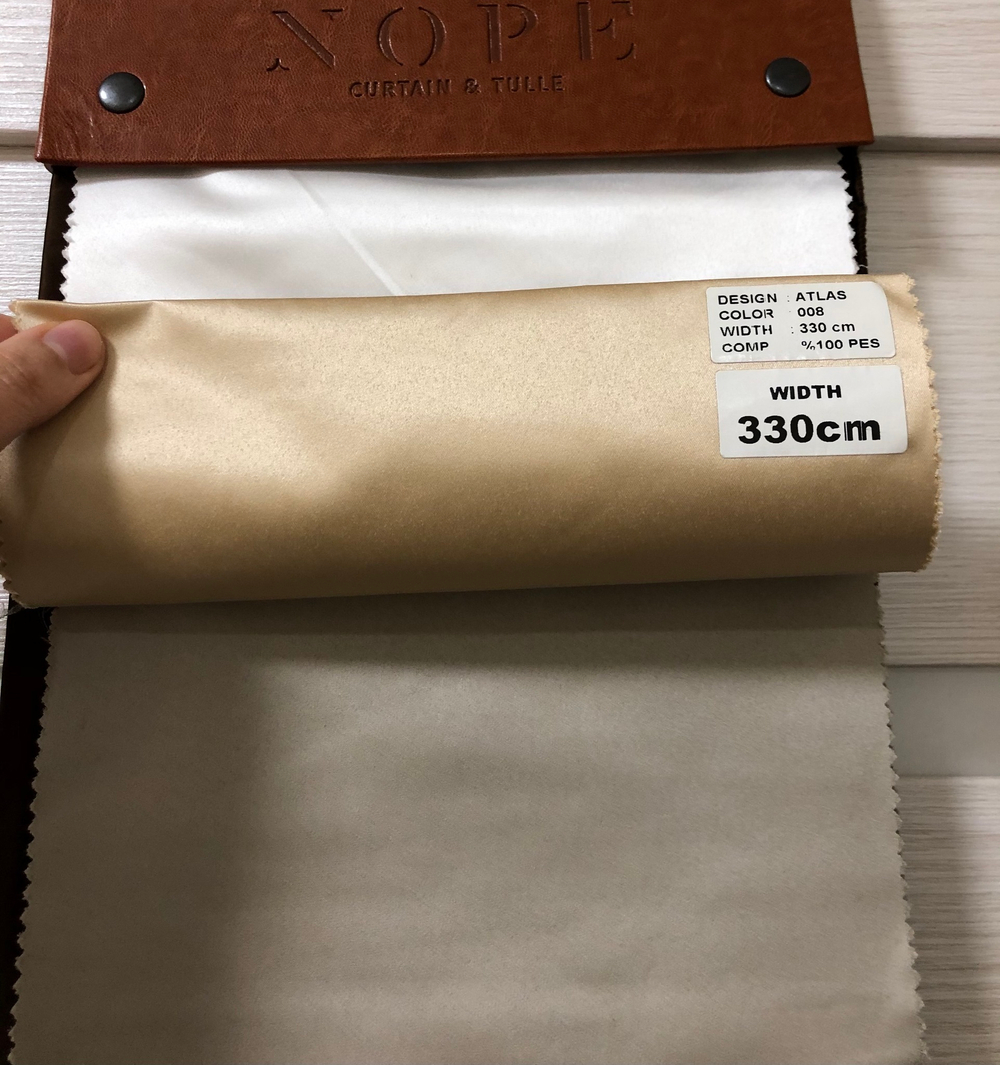 NOPE
CURTAIN & TULLE
DESIGN : ATLAS
COLOR : 008
WIDTH : 330 cm
COMP %100 PES
WIDTH
330cm